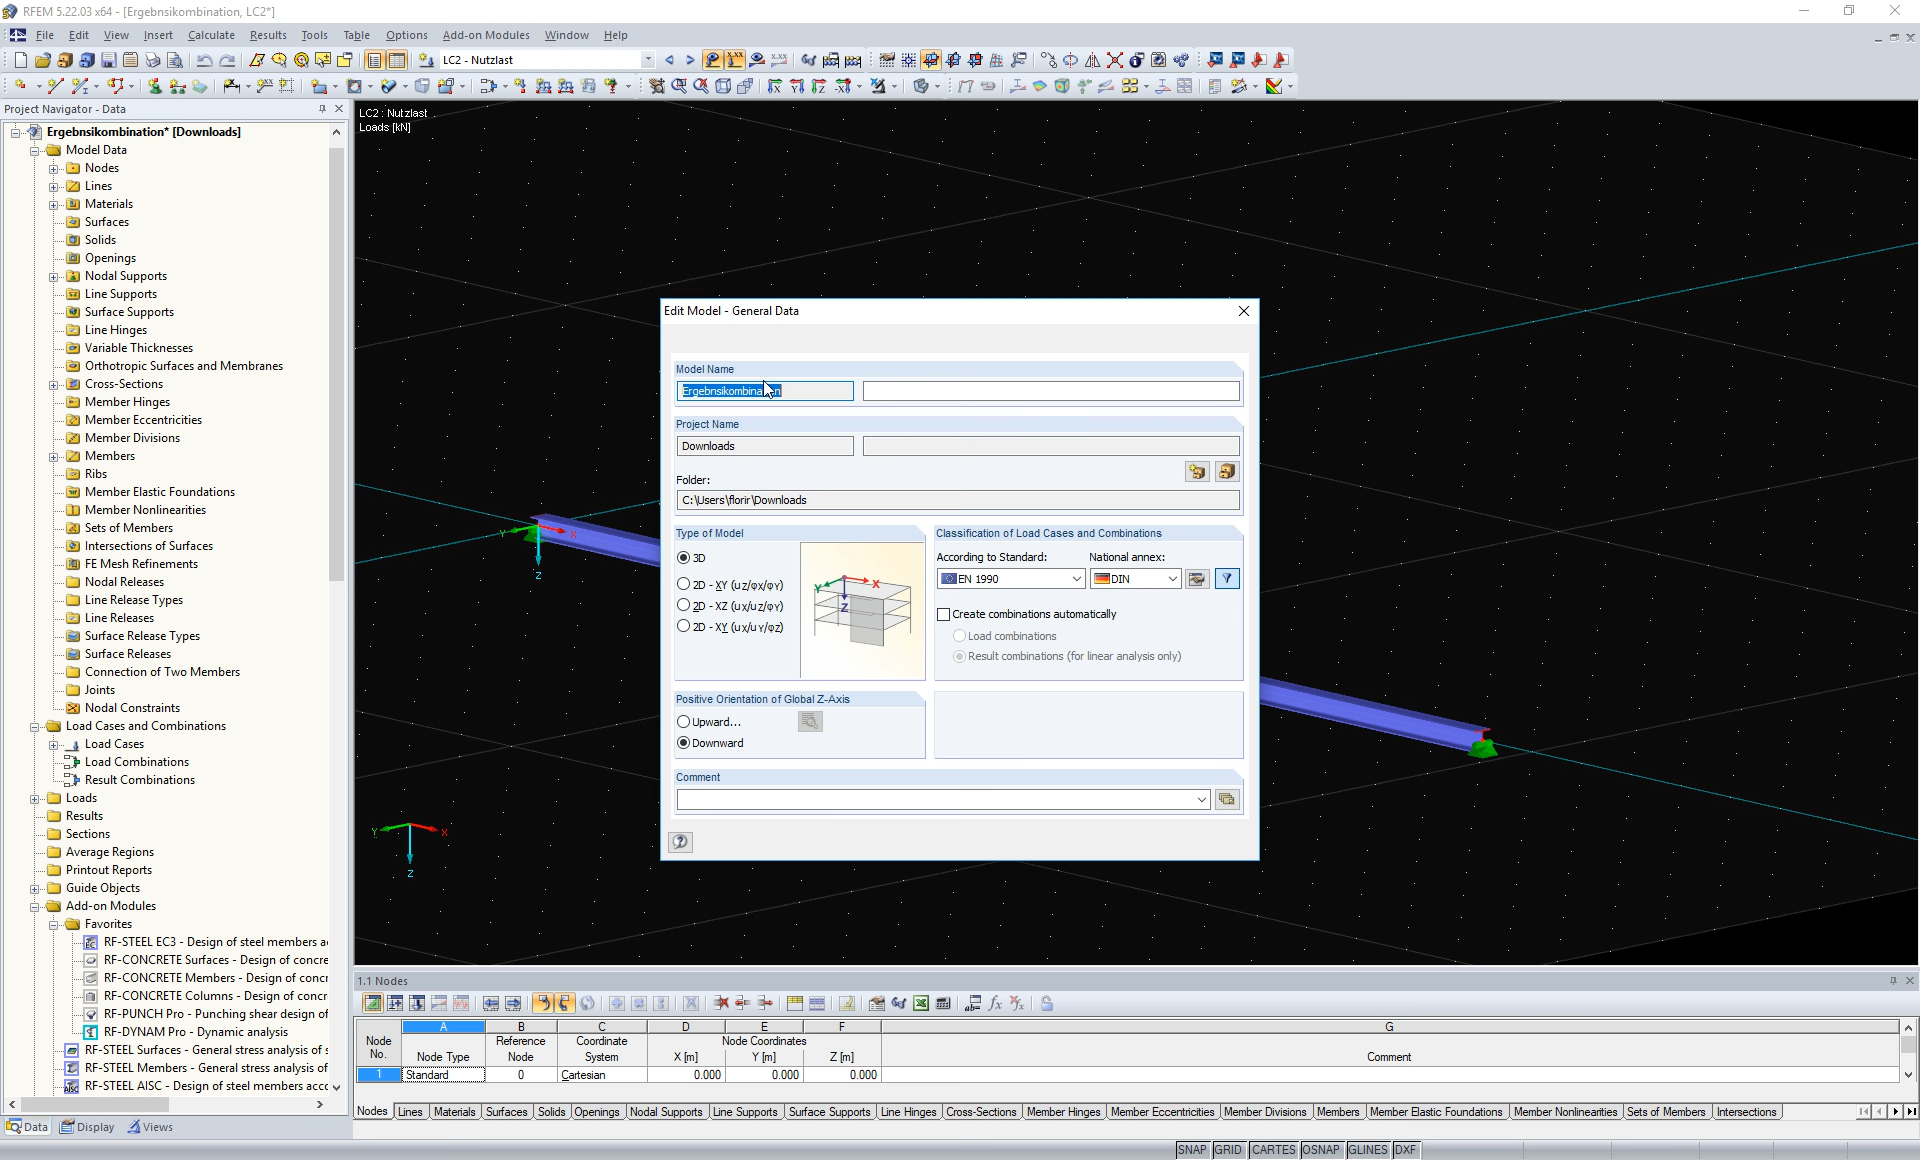 RFEM 5.22.03 x64 - [Ergebnsikombination, LC2*]
File Edit View Insert Calculate Results Tools Table Options Add-on Modules Window Help
LC2 - Nutzlast
Project Navigator - Data
Ergebnsikombination* [Downloads]
Model Data
Nodes
Lines
Materials
Surfaces
Solids
Openings
Nodal Supports
Line Supports
Surface Supports
Line Hinges
Variable Thicknesses
Orthotropic Surfaces and Membranes
Cross-Sections
Member Hinges
Member Eccentricities
Member Divisions
Members
Ribs
Member Elastic Foundations
Member Nonlinearities
Sets of Members
Intersections of Surfaces
FE Mesh Refinements
Nodal Releases
Line Release Types
Line Releases
Surface Release Types
Surface Releases
Connection of Two Members
Joints
Nodal Constraints
Load Cases and Combinations
Load Cases
Load Combinations
Result Combinations
Loads
Results
Sections
Average Regions
Printout Reports
Guide Objects
Add-on Modules
Favorites
RF-STEEL EC3 - Design of steel members a
RF-CONCRETE Surfaces - Design of concre
RF-CONCRETE Members - Design of concr
RF-CONCRETE Columns - Design of concr
RF-PUNCH Pro - Punching shear design of
RF-DYNAM Pro - Dynamic analysis
RF-STEEL Surfaces - General stress analysis of s
RF-STEEL Members - General stress analysis of
RF-STEEL AISC - Design of steel members acc
Data Display Views
LC2 : Nutzlast
Loads [kN]
Y X
Z
Y X
Z
Edit Model - General Data
Model Name
Ergebnsikombination
Project Name
Downloads
Folder:
C:\Users\florir\Downloads
Type of Model
3D
2D - XY (uZ/φX/φY)
2D - XZ (uX/uZ/φY)
2D - XY (uX/uY/φZ)
Y X
Z
Classification of Load Cases and Combinations
According to Standard: National annex:
EN 1990 DIN
Create combinations automatically
Load combinations
Result combinations (for linear analysis only)
Positive Orientation of Global Z-Axis
Upward...
Downward
Comment
1.1 Nodes
A B C D E F G
Node Reference Coordinate Node Coordinates
No. Node Type Node System X [m] Y [m] Z [m] Comment
1 Standard 0 Cartesian 0.000 0.000 0.000
Nodes Lines Materials Surfaces Solids Openings Nodal Supports Line Supports Surface Supports Line Hinges Cross-Sections Member Hinges Member Eccentricities Member Divisions Members Member Elastic Foundations Member Nonlinearities Sets of Members Intersections
SNAP GRID CARTES OSNAP GLINES DXF